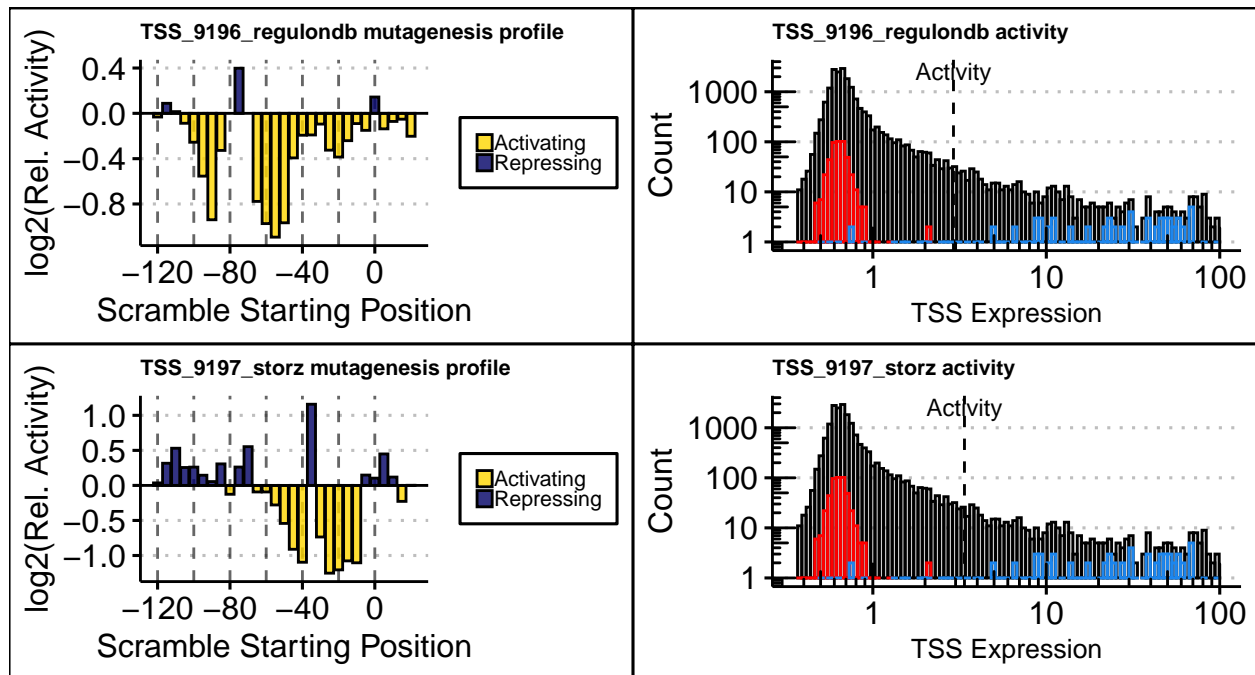 TSS_9196_regulondb mutagenesis profile
log2(Rel. Activity)
0.4
0.0
−0.4
−0.8
−120
−80
−40
0
Scramble Starting Position
Activating
Repressing
TSS_9196_regulondb activity
Activity
Count
1000
100
10
1
1
10
100
TSS Expression
TSS_9197_storz mutagenesis profile
log2(Rel. Activity)
1.0
0.5
0.0
−0.5
−1.0
−120
−80
−40
0
Scramble Starting Position
Activating
Repressing
TSS_9197_storz activity
Activity
Count
1000
100
10
1
1
10
100
TSS Expression